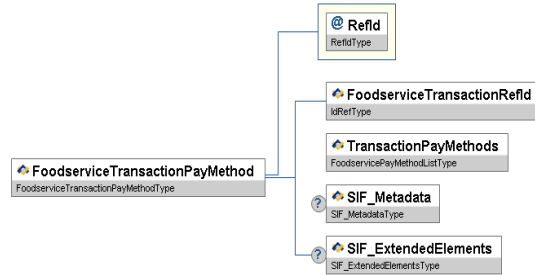 @ RefId
RefIdType
FoodserviceTransactionRefId
IdRefType
TransactionPayMethods
FoodservicePayMethodListType
FoodserviceTransactionPayMethod
FoodserviceTransactionPayMethodType
? SIF_Metadata
SIF_MetadataType
? SIF_ExtendedElements
SIF_ExtendedElementsType